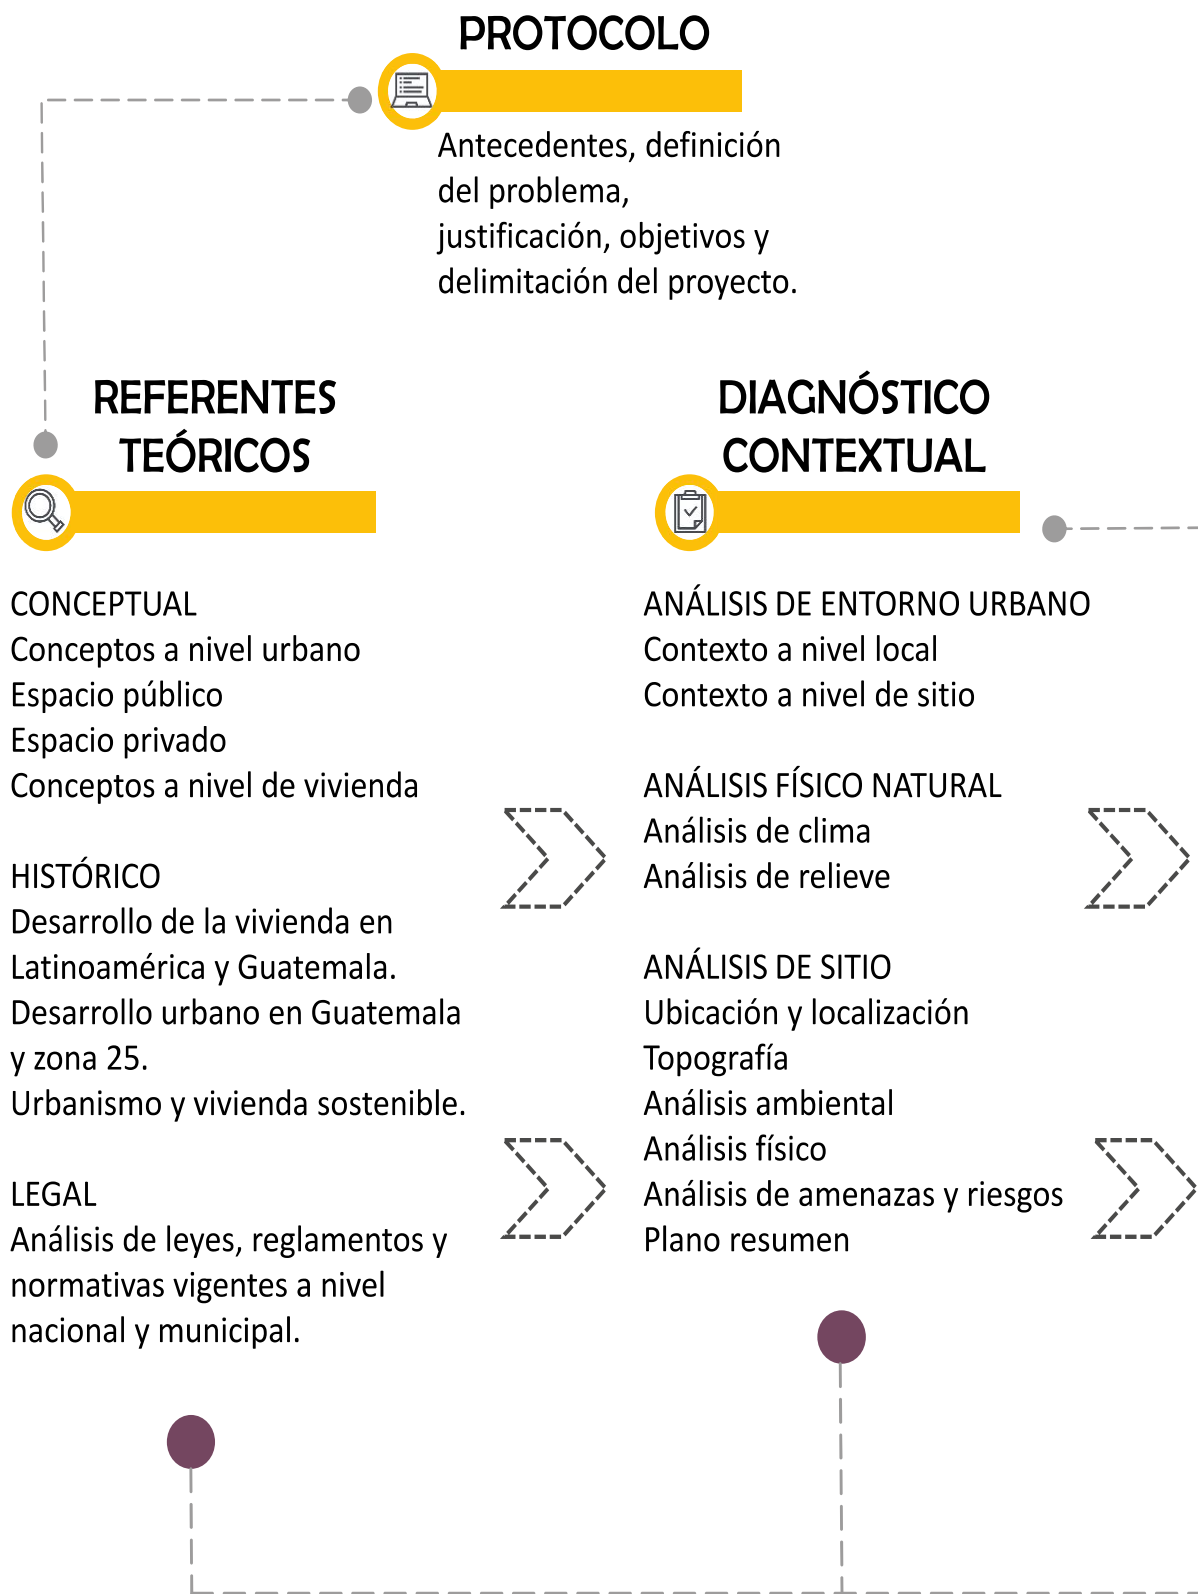 PROTOCOLO
Antecedentes, definición
del problema,
justificación, objetivos y
delimitación del proyecto.
REFERENTES
TEÓRICOS
CONCEPTUAL
Conceptos a nivel urbano
Espacio público
Espacio privado
Conceptos a nivel de vivienda
HISTÓRICO
Desarrollo de la vivienda en
Latinoamérica y Guatemala.
Desarrollo urbano en Guatemala
y zona 25.
Urbanismo y vivienda sostenible.
LEGAL
Análisis de leyes, reglamentos y
normativas vigentes a nivel
nacional y municipal.
DIAGNÓSTICO
CONTEXTUAL
ANÁLISIS DE ENTORNO URBANO
Contexto a nivel local
Contexto a nivel de sitio
ANÁLISIS FÍSICO NATURAL
Análisis de clima
Análisis de relieve
ANÁLISIS DE SITIO
Ubicación y localización
Topografía
Análisis ambiental
Análisis físico
Análisis de amenazas y riesgos
Plano resumen